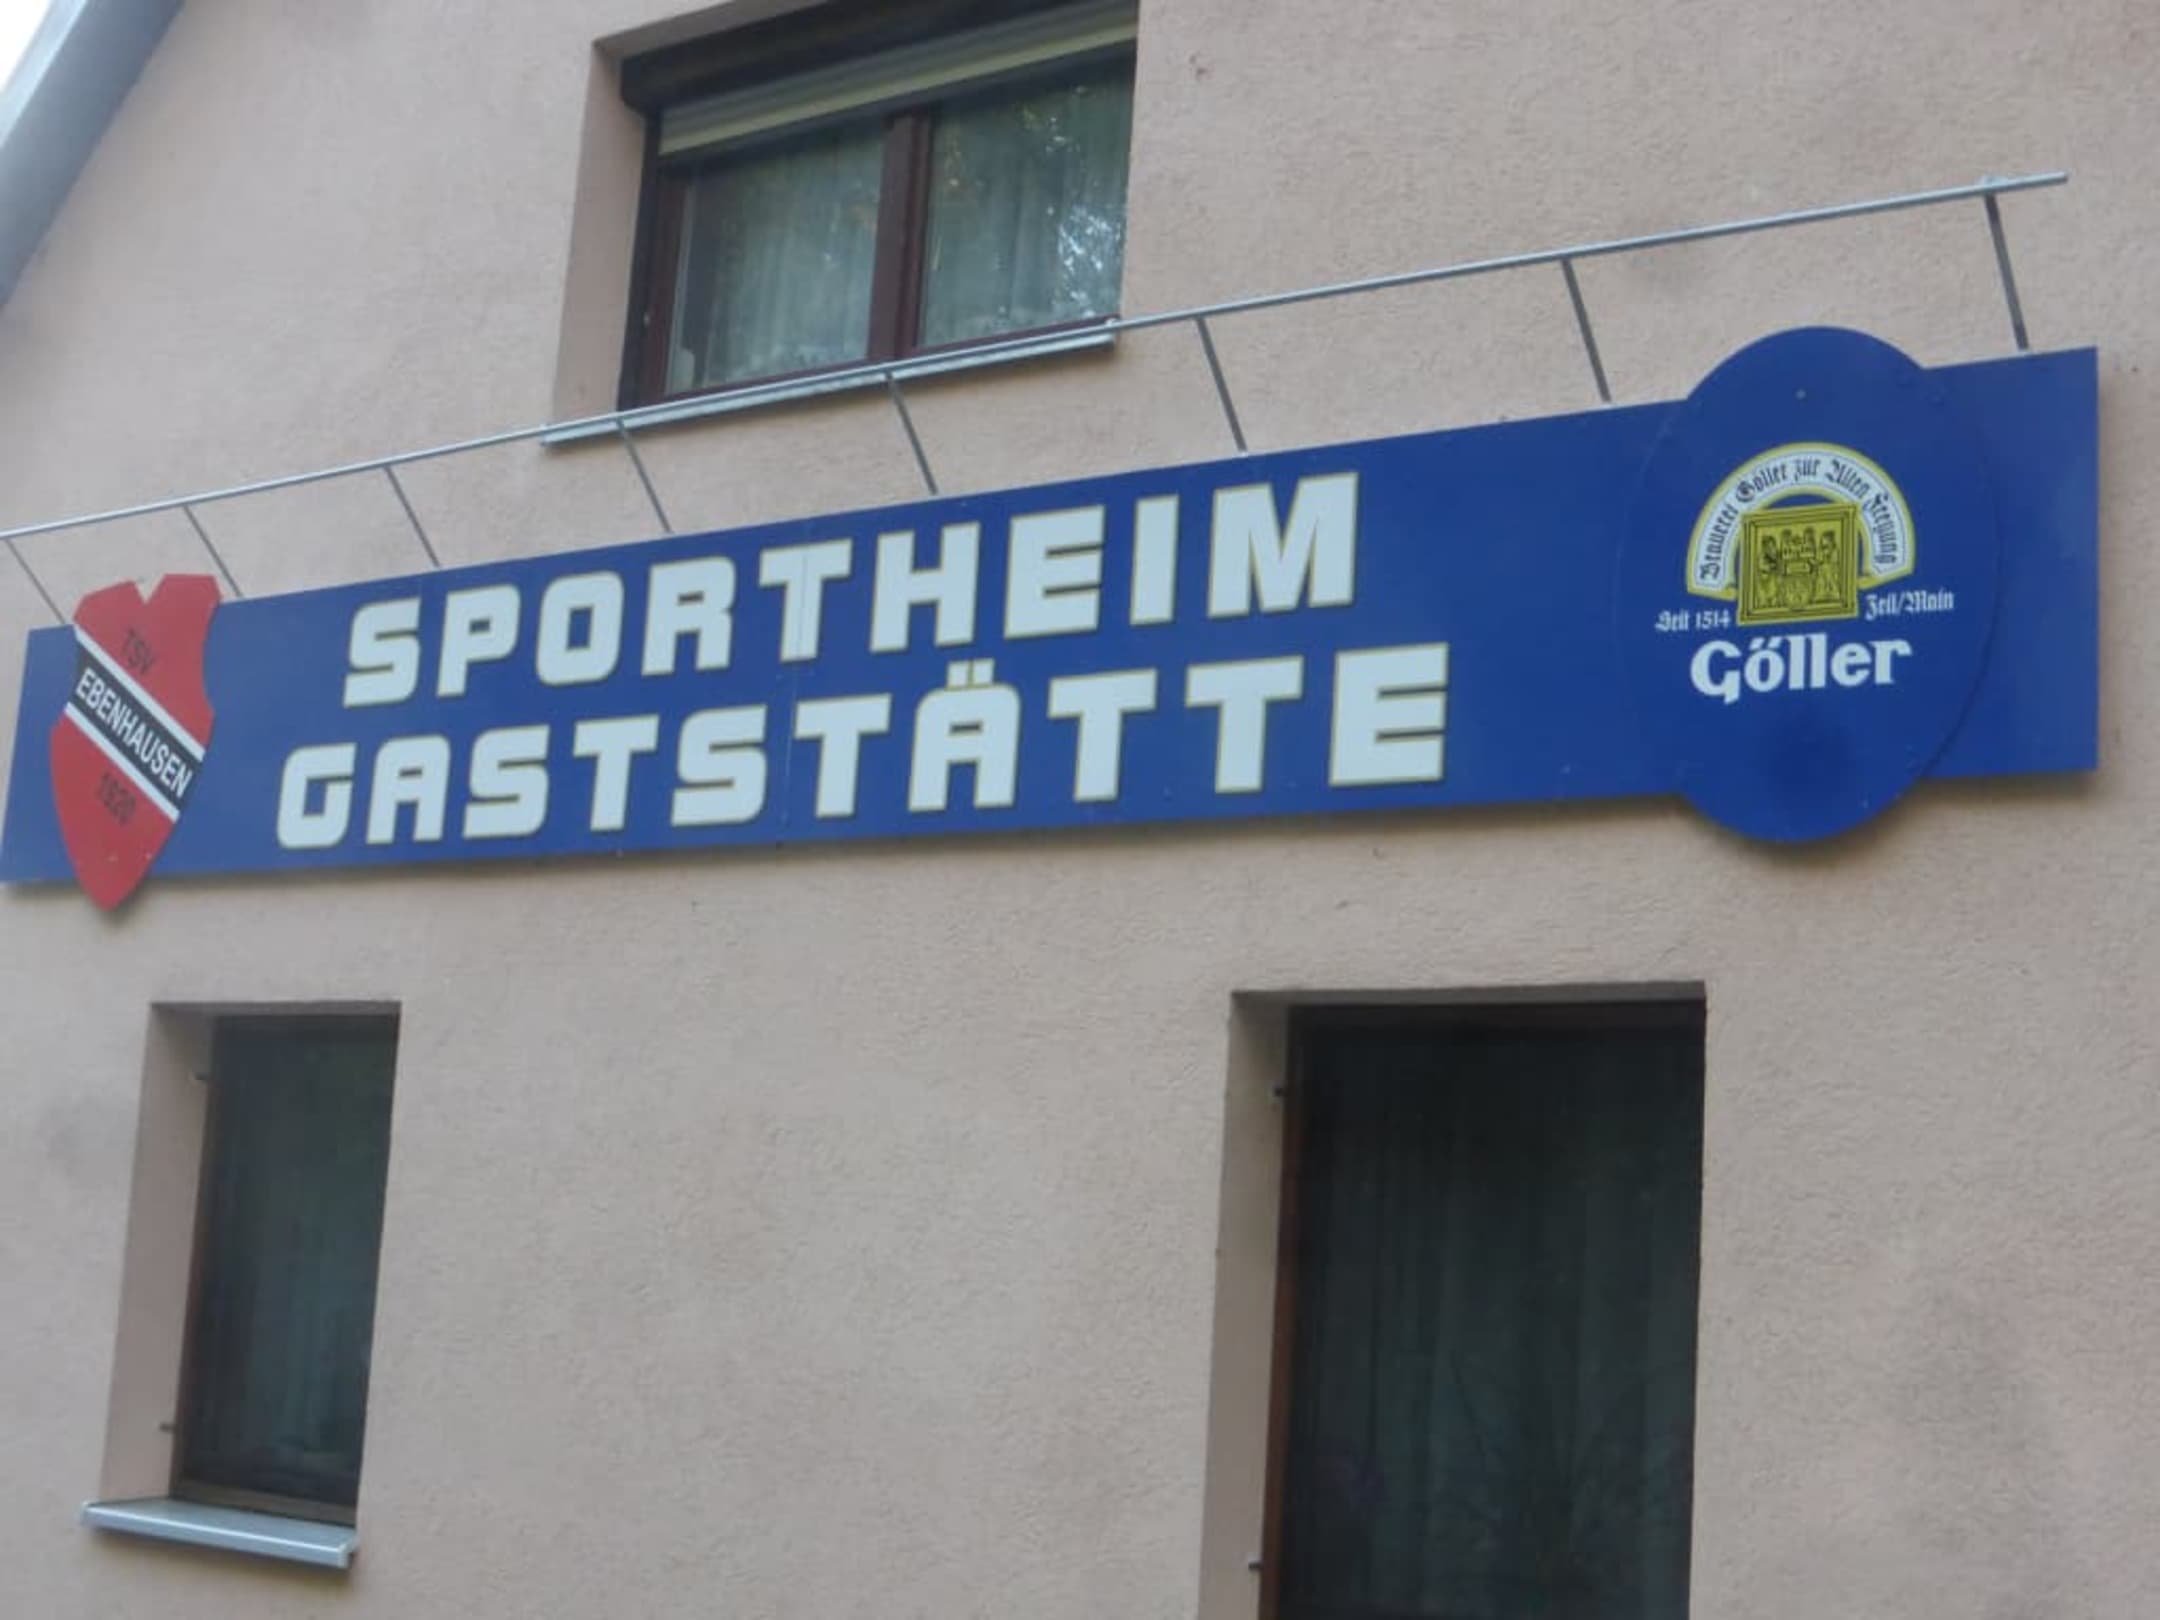 TSV
EBENHAUSEN
1920
SPORTHEIM
GASTSTÄTTE
Brauerei Göller zur Alten Freyung
Seit 1514
Zeil/Main
Göller